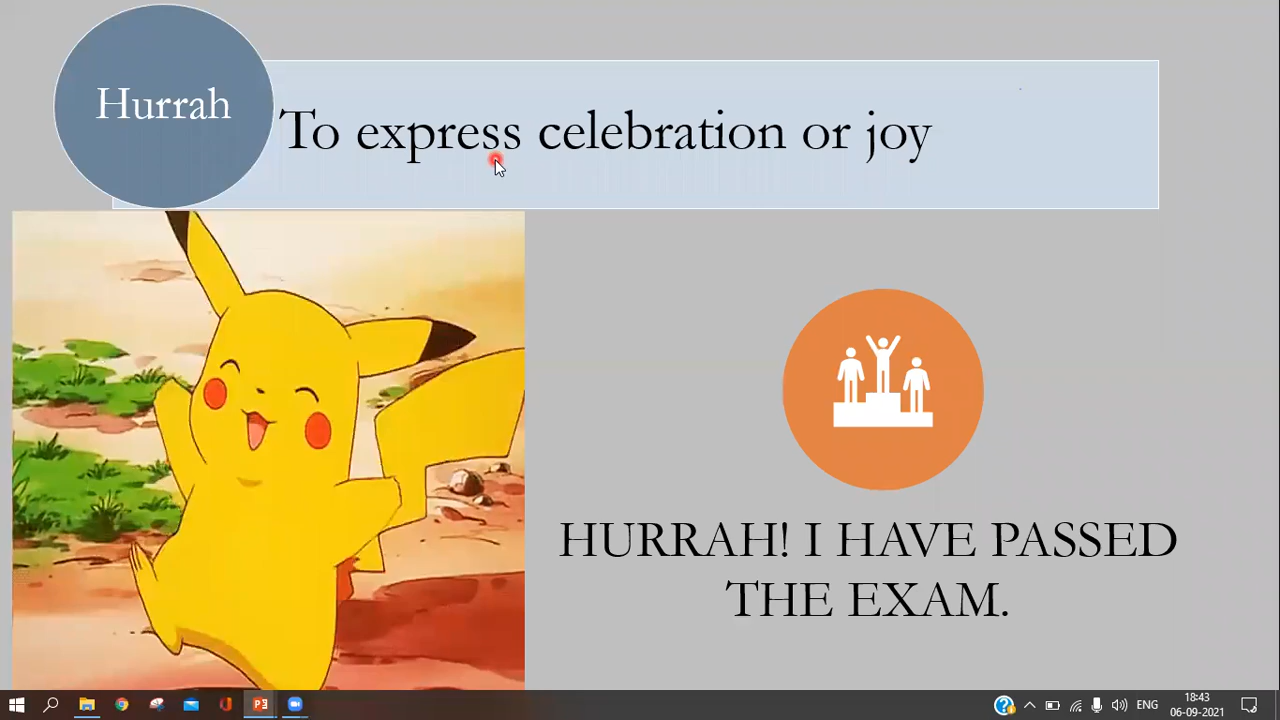 Hurrah
To express celebration or joy
HURRAH! I HAVE PASSED
THE EXAM.
ENG
18:43
06-09-2021